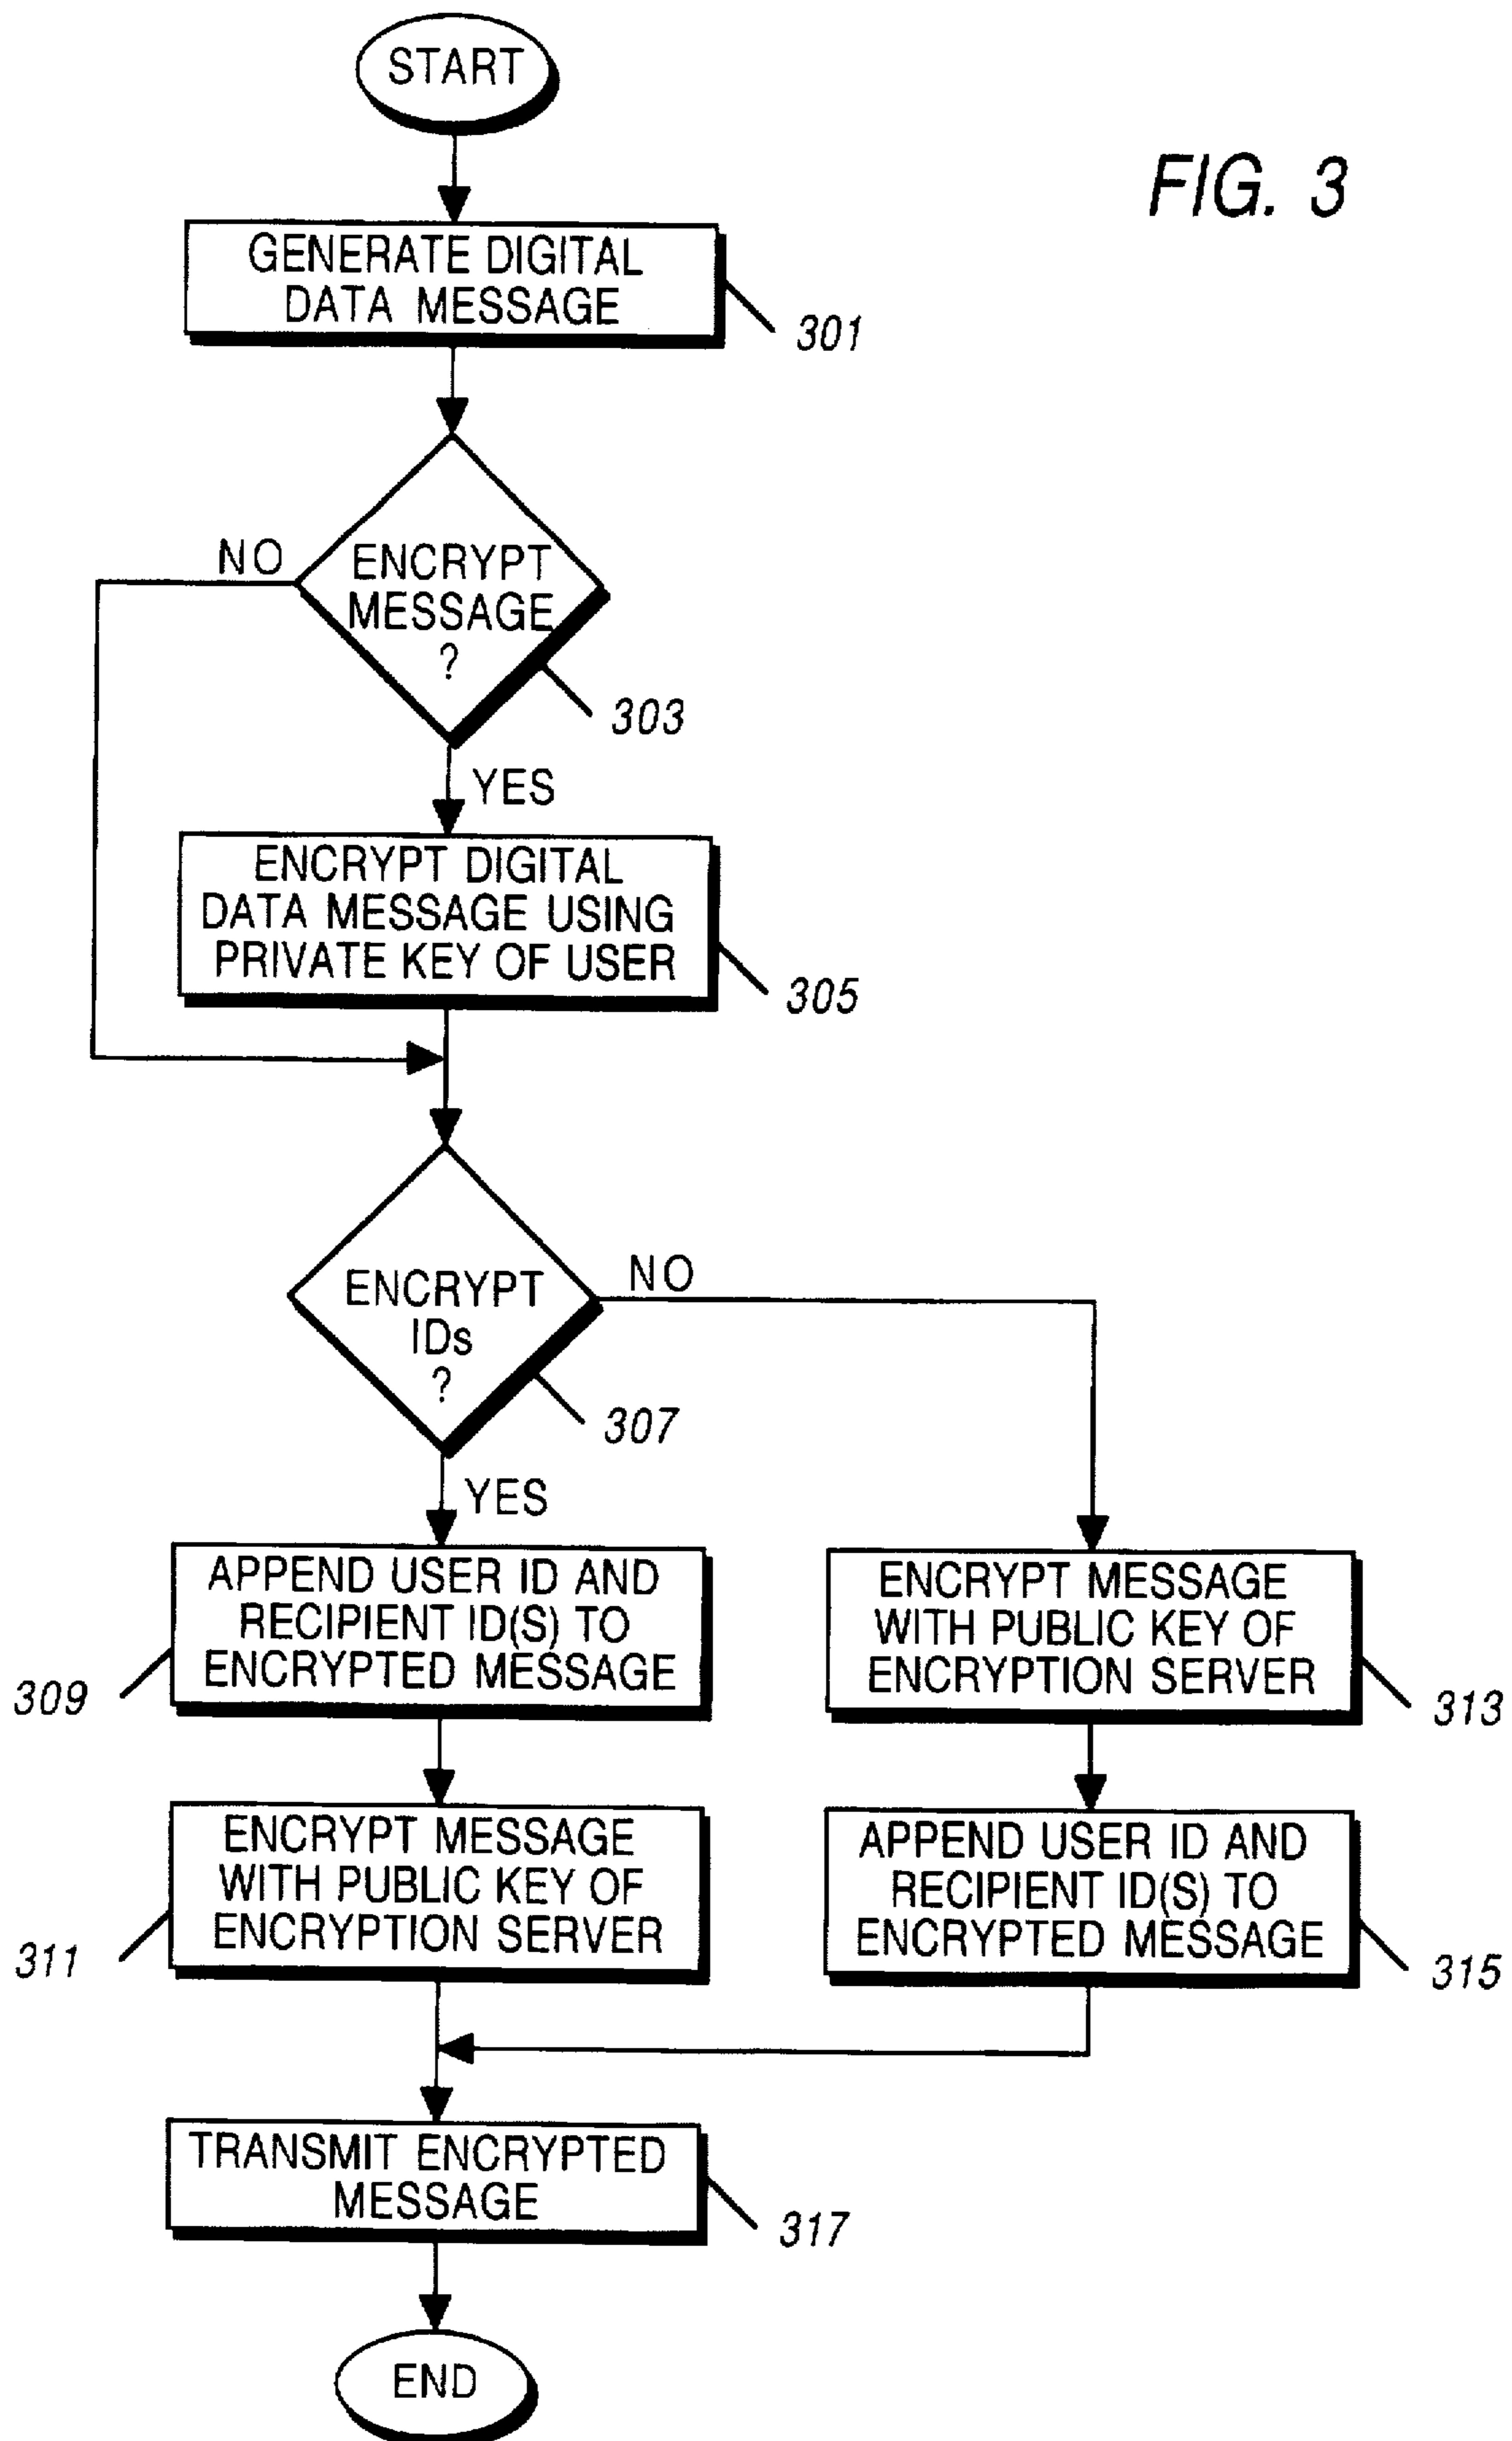 START
FIG. 3
GENERATE DIGITAL
DATA MESSAGE
301
NO
ENCRYPT
MESSAGE
?
303
YES
ENCRYPT DIGITAL
DATA MESSAGE USING
PRIVATE KEY OF USER
305
ENCRYPT
IDs
?
NO
307
YES
APPEND USER ID AND
RECIPIENT ID(S) TO
ENCRYPTED MESSAGE
309
ENCRYPT MESSAGE
WITH PUBLIC KEY OF
ENCRYPTION SERVER
313
ENCRYPT MESSAGE
WITH PUBLIC KEY OF
ENCRYPTION SERVER
311
APPEND USER ID AND
RECIPIENT ID(S) TO
ENCRYPTED MESSAGE
315
TRANSMIT ENCRYPTED
MESSAGE
317
END